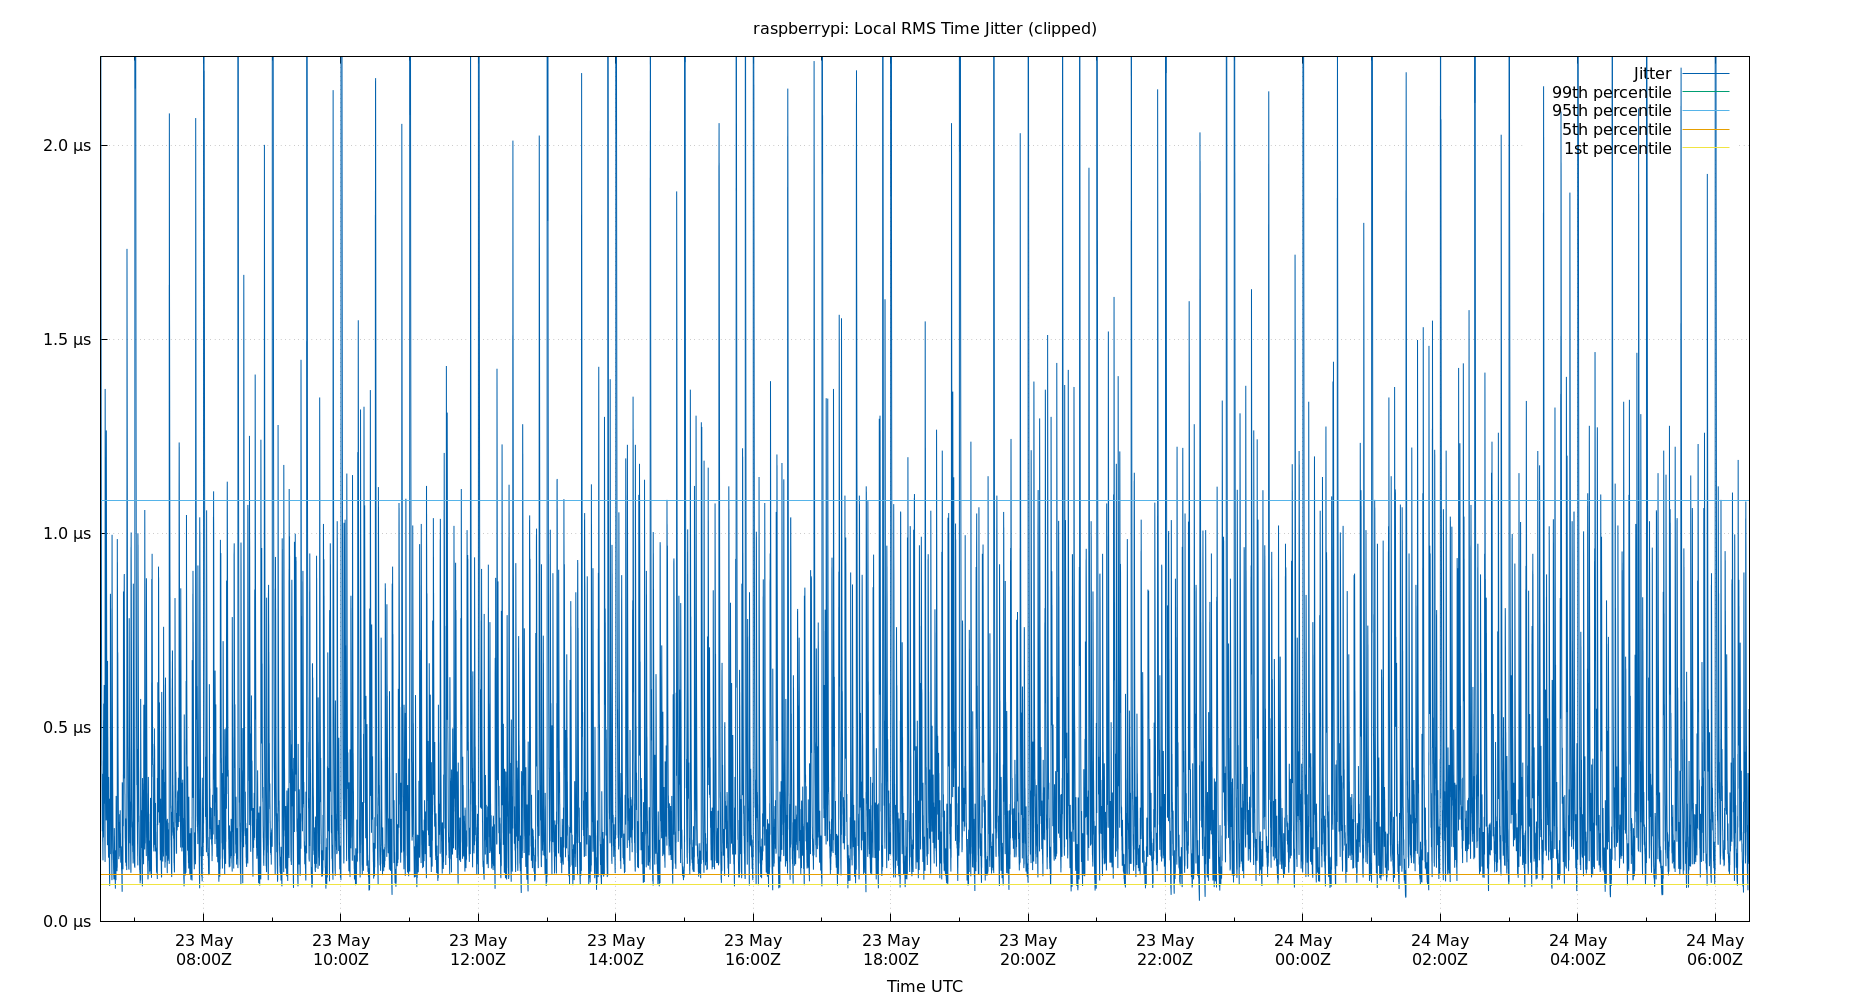 raspberrypi: Local RMS Time Jitter (clipped)
Jitter
99th percentile
95th percentile
5th percentile
1st percentile
2.0 µs
1.5 µs
1.0 µs
0.5 µs
0.0 µs
23 May 23 May 23 May 23 May 23 May 23 May 23 May 23 May 24 May 24 May 24 May 24 May
08:00Z 10:00Z 12:00Z 14:00Z 16:00Z 18:00Z 20:00Z 22:00Z 00:00Z 02:00Z 04:00Z 06:00Z
Time UTC